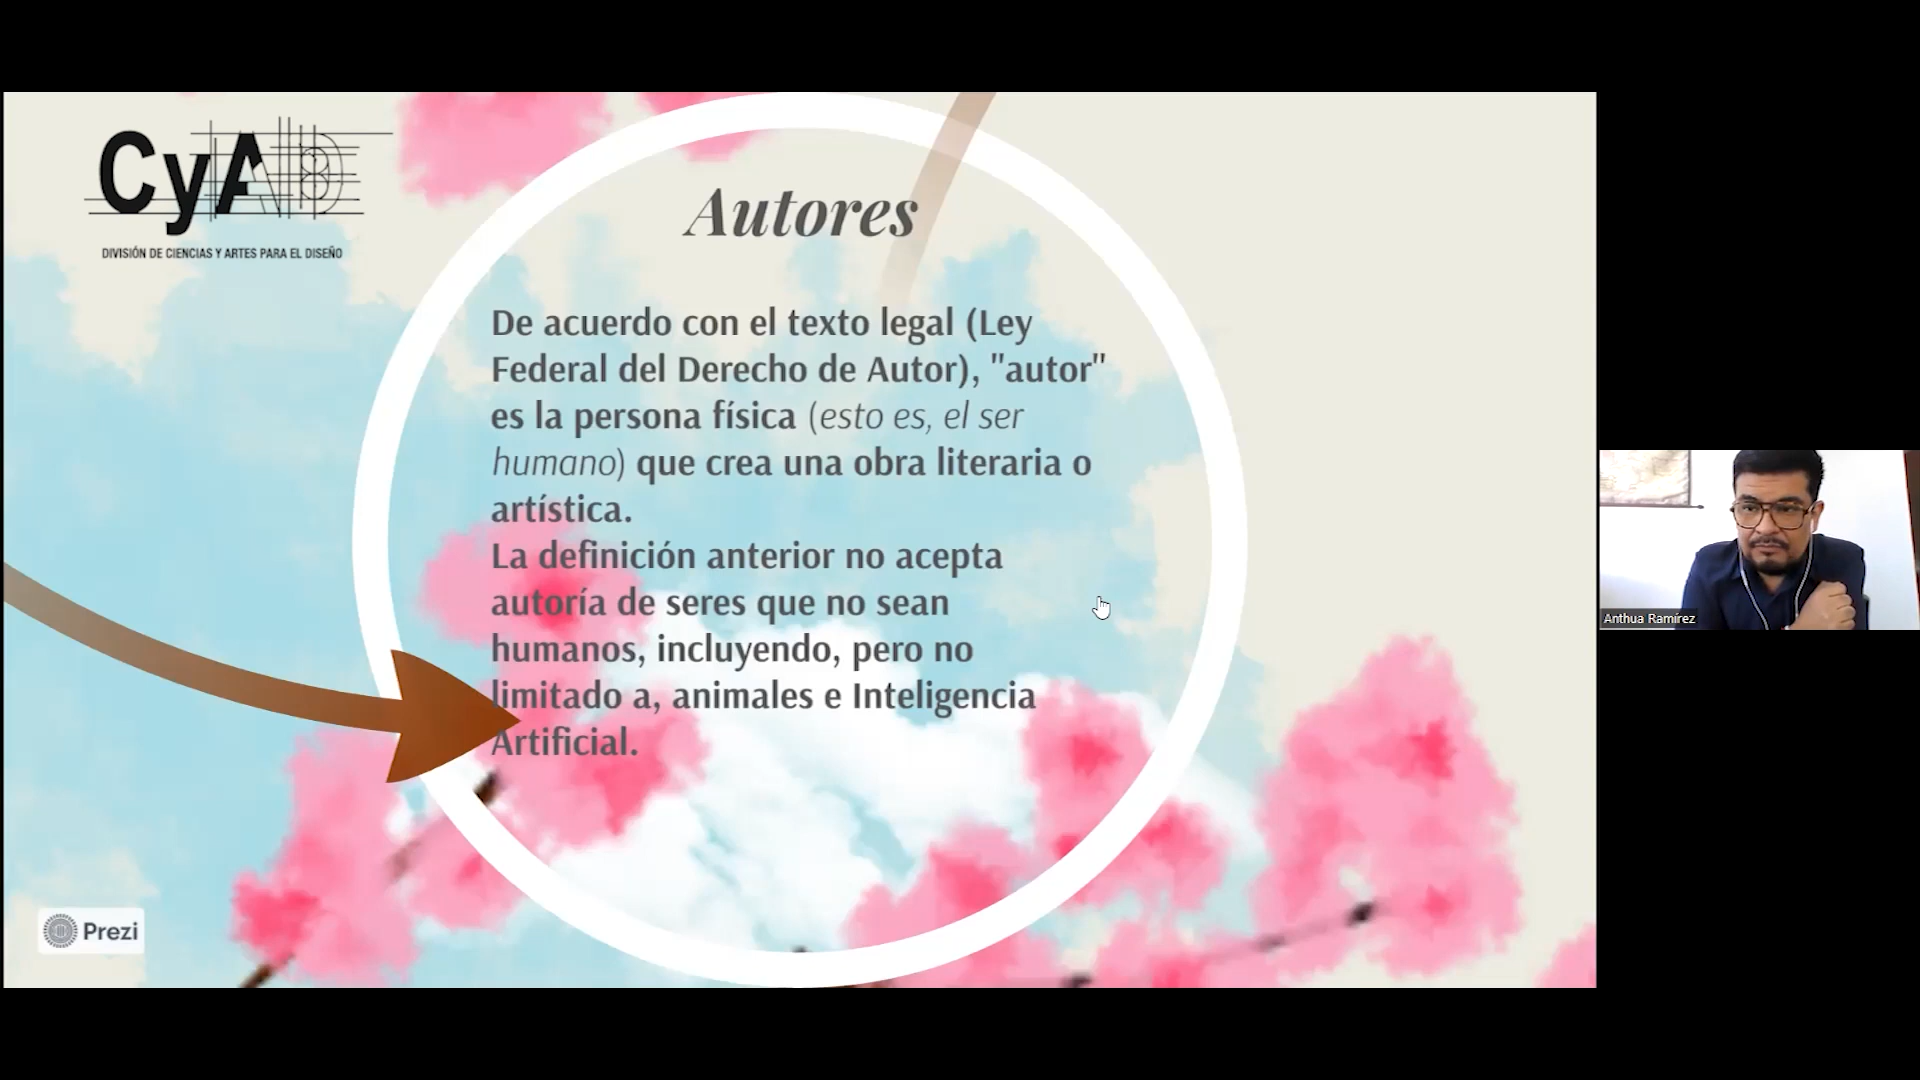 CyAD
DIVISIÓN DE CIENCIAS Y ARTES PARA EL DISEÑO
Autores
De acuerdo con el texto legal (Ley
Federal del Derecho de Autor), "autor"
es la persona física (esto es, el ser
humano) que crea una obra literaria o
artística.
La definición anterior no acepta
autoría de seres que no sean
humanos, incluyendo, pero no
limitado a, animales e Inteligencia
Artificial.
Prezi
Anthua Ramírez